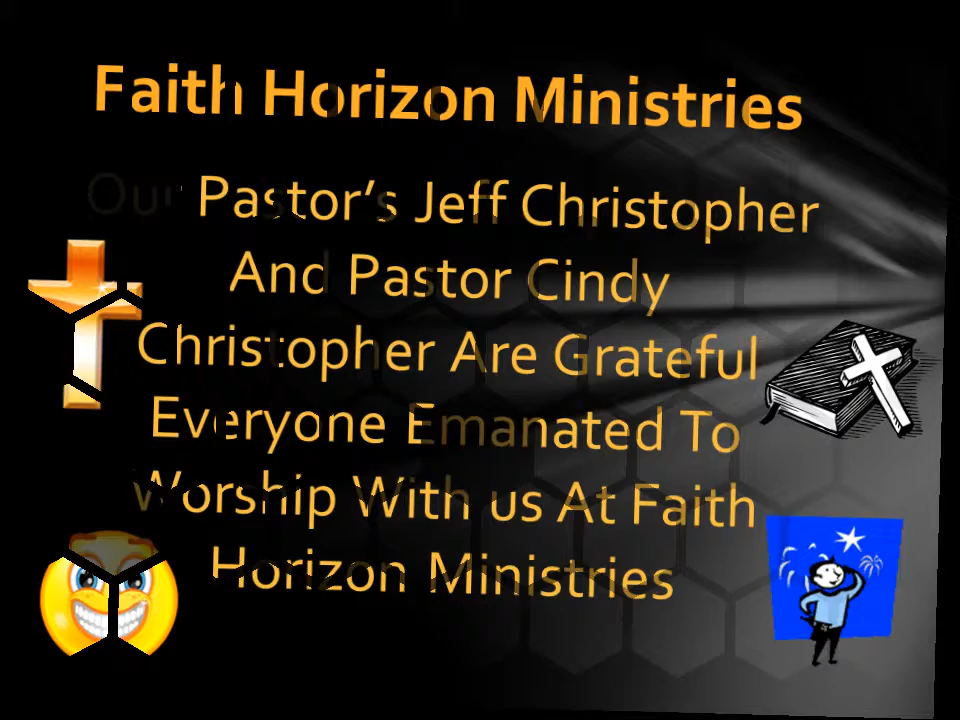 Faith Horizon Ministries
Our Pastor's Jeff Christopher
And Pastor Cindy
Christopher Are Grateful
Everyone Emanated To
Worship With us At Faith
Horizon Ministries